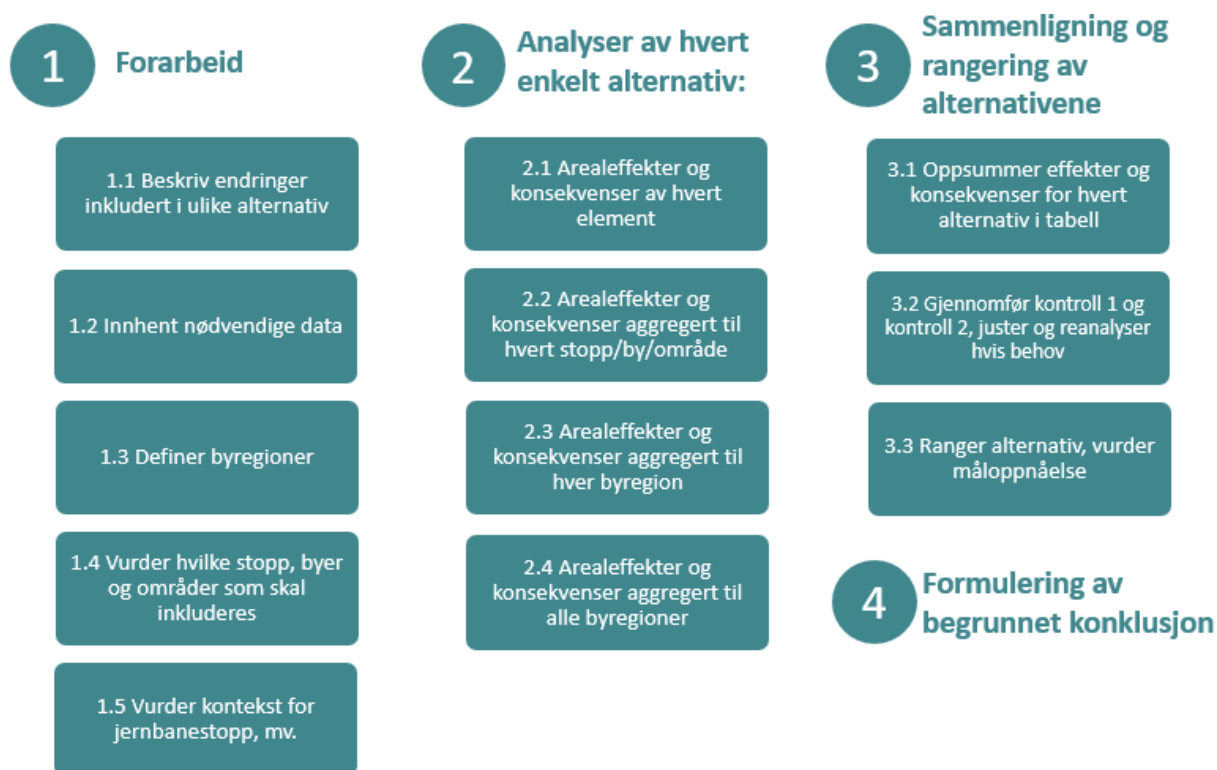 1
Forarbeid
1.1 Beskriv endringer
inkludert i ulike alternativ
1.2 Innhent nødvendige data
1.3 Definer byregioner
1.4 Vurder hvilke stopp, byer
og områder som skal
inkluderes
1.5 Vurder kontekst for
jernbanestopp, mv.
2
Analyser av hvert
enkelt alternativ:
2.1 Arealeffekter og
konsekvenser av hvert
element
2.2 Arealeffekter og
konsekvenser aggregert til
hvert stopp/by/område
2.3 Arealeffekter og
konsekvenser aggregert til
hver byregion
2.4 Arealeffekter og
konsekvenser aggregert til
alle byregioner
3
Sammenligning og
rangering av
alternativene
3.1 Oppsummer effekter og
konsekvenser for hvert
alternativ i tabell
3.2 Gjennomfør kontroll 1 og
kontroll 2, juster og reanalyser
hvis behov
3.3 Ranger alternativ, vurder
måloppnåelse
4
Formulering av
begrunnet konklusjon